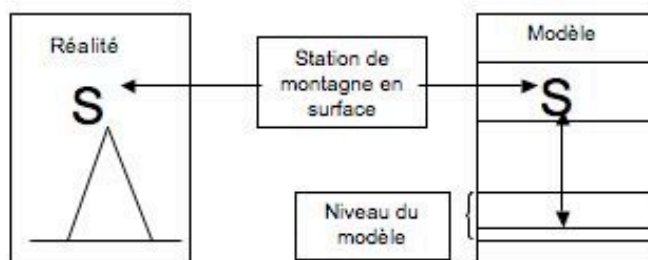 Réalité
S
Station de
montagne en
surface
Modèle
S
Niveau du
modèle